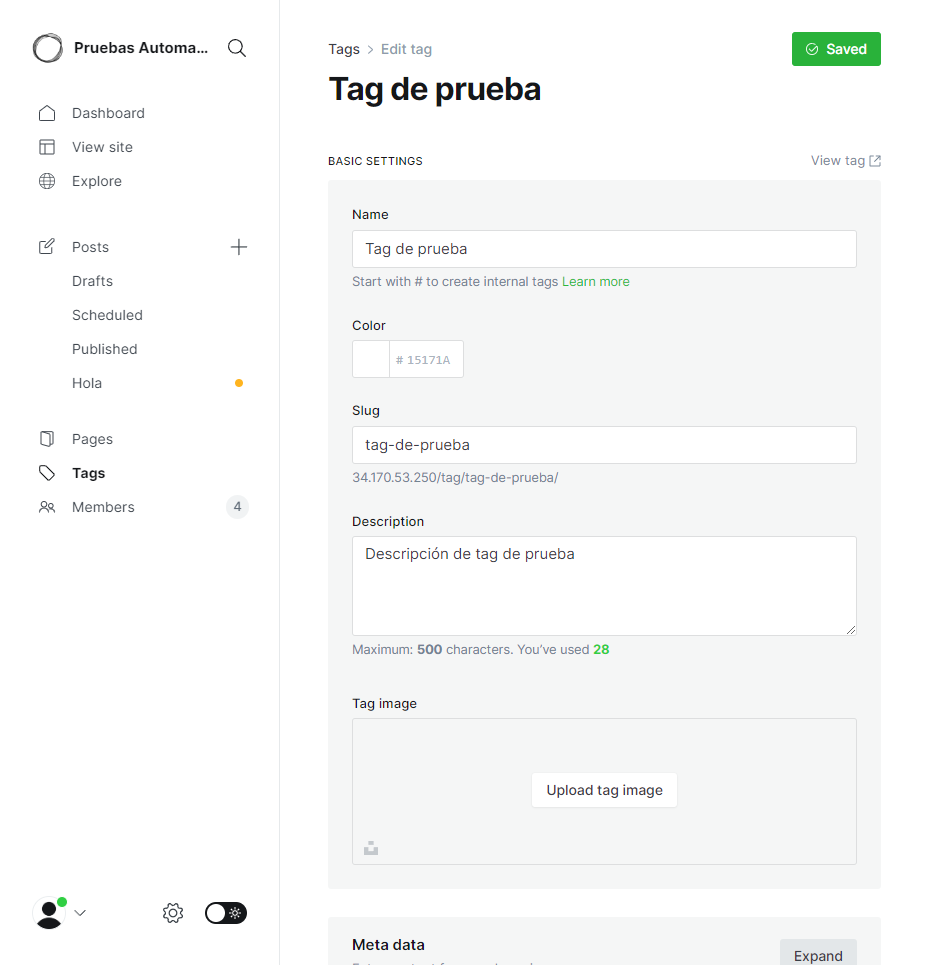 Pruebas Automa...
Dashboard
View site
Explore
Posts
Drafts
Scheduled
Published
Hola
Pages
Tags
Members 4
Tags > Edit tag
Saved
Tag de prueba
BASIC SETTINGS
View tag
Name
Tag de prueba
Start with # to create internal tags Learn more
Color
# 15171A
Slug
tag-de-prueba
34.170.53.250/tag/tag-de-prueba/
Description
Descripción de tag de prueba
Maximum: 500 characters. You've used 28
Tag image
Upload tag image
Meta data
Expand